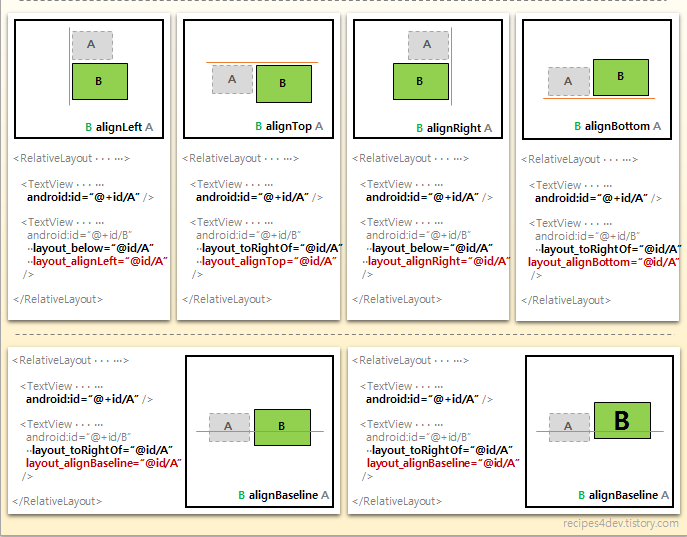 A
B
B alignLeft A
<RelativeLayout ··· ···>
<TextView ··· ···
android:id="@+id/A" />
<TextView ··· ···
android:id="@+id/B"
··layout_below="@id/A"
··layout_alignLeft="@id/A"
/>
</RelativeLayout>
A
B
B alignTop A
<RelativeLayout ··· ···>
<TextView ··· ···
android:id="@+id/A" />
<TextView ··· ···
android:id="@+id/B"
··layout_toRightOf="@id/A"
··layout_alignTop="@id/A"
/>
</RelativeLayout>
A
B
B alignRight A
<RelativeLayout ··· ···>
<TextView ··· ···
android:id="@+id/A" />
<TextView ··· ···
android:id="@+id/B"
··layout_below="@id/A"
··layout_alignRight="@id/A"
/>
</RelativeLayout>
A
B
B alignBottom A
<RelativeLayout ··· ···>
<TextView ··· ···
android:id="@+id/A" />
<TextView ··· ···
android:id="@+id/B"
··layout_toRightOf="@id/A"
layout_alignBottom="@id/A"
/>
</RelativeLayout>
<RelativeLayout ··· ···>
<TextView ··· ···
android:id="@+id/A" />
<TextView ··· ···
android:id="@+id/B"
··layout_toRightOf="@id/A"
layout_alignBaseline="@id/A"
/>
</RelativeLayout>
A
B
B alignBaseline A
<RelativeLayout ··· ···>
<TextView ··· ···
android:id="@+id/A" />
<TextView ··· ···
android:id="@+id/B"
··layout_toRightOf="@id/A"
layout_alignBaseline="@id/A"
/>
</RelativeLayout>
A
B
B alignBaseline A
recipes4dev.tistory.com